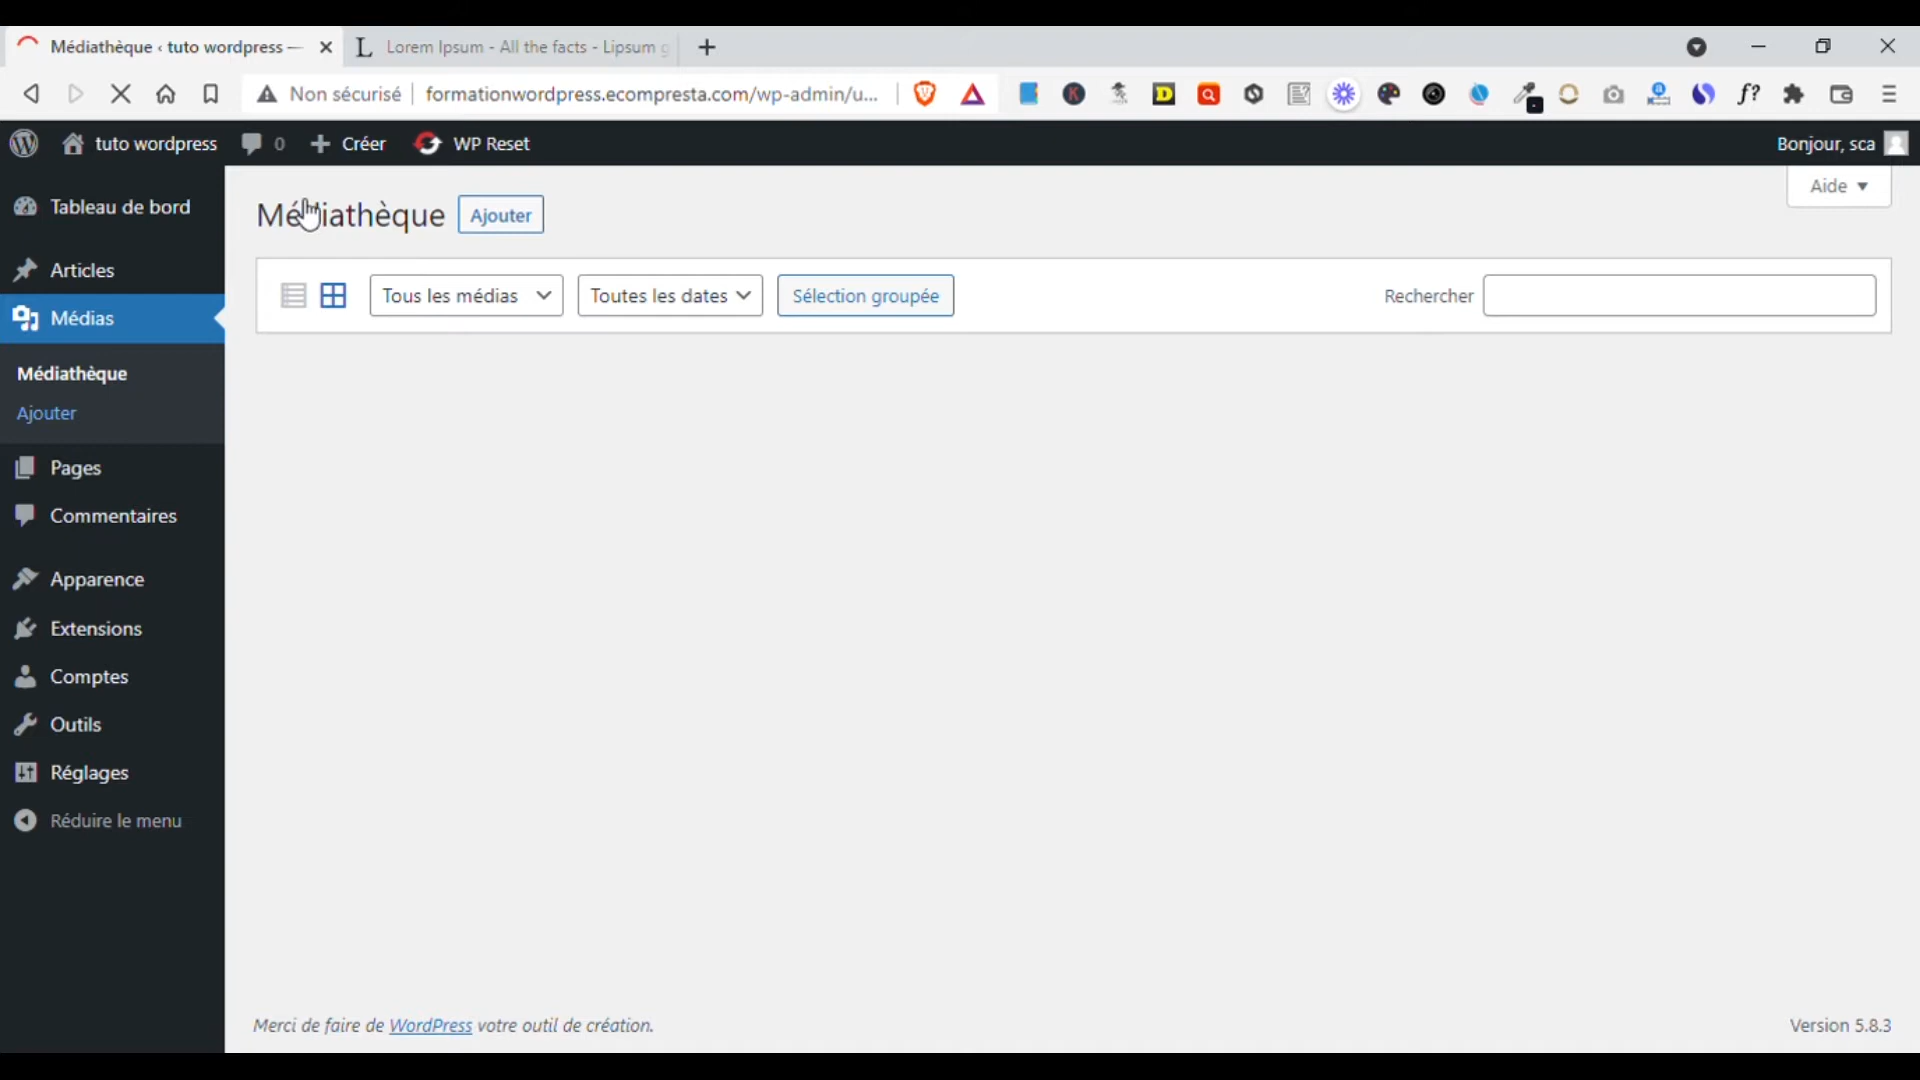 Médiathèque ‹ tuto wordpress —
Lorem Ipsum - All the facts - Lipsum g
Non sécurisé
formationwordpress.ecompresta.com/wp-admin/u...
tuto wordpress
0
Créer
WP Reset
Bonjour, sca
Aide
Tableau de bord
Articles
Médias
Médiathèque
Ajouter
Pages
Commentaires
Apparence
Extensions
Comptes
Outils
Réglages
Réduire le menu
Médiathèque
Ajouter
Tous les médias
Toutes les dates
Sélection groupée
Rechercher
Merci de faire de WordPress votre outil de création.
Version 5.8.3